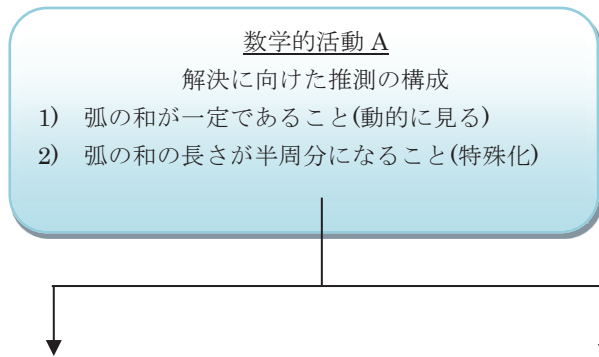 数学的活動 A
解決に向けた推測の構成
1) 弧の和が一定であること(動的に見る)
2) 弧の和の長さが半周分になること(特殊化)